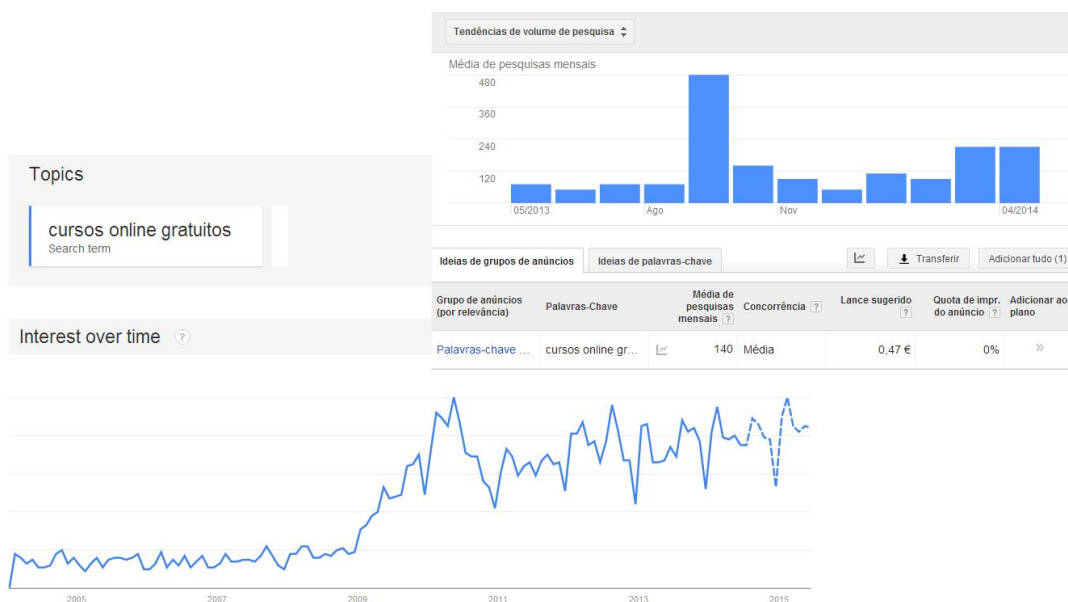 Tendências de volume de pesquisa
Média de pesquisas mensais
480
360
240
120
05/2013 Ago Nov 04/2014
Topics
cursos online gratuitos
Search term
Interest over time ?
Ideias de grupos de anúncios Ideias de palavras-chave Transferir Adicionar tudo (1)
Grupo de anúncios (por relevância) Palavras-Chave Média de pesquisas mensais ? Concorrência ? Lance sugerido ? Quota de impr. do anúncio ? Adicionar ao plano
Palavras-chave ... cursos online gr... 140 Média 0,47 € 0% »
2005 2007 2009 2011 2013 2015